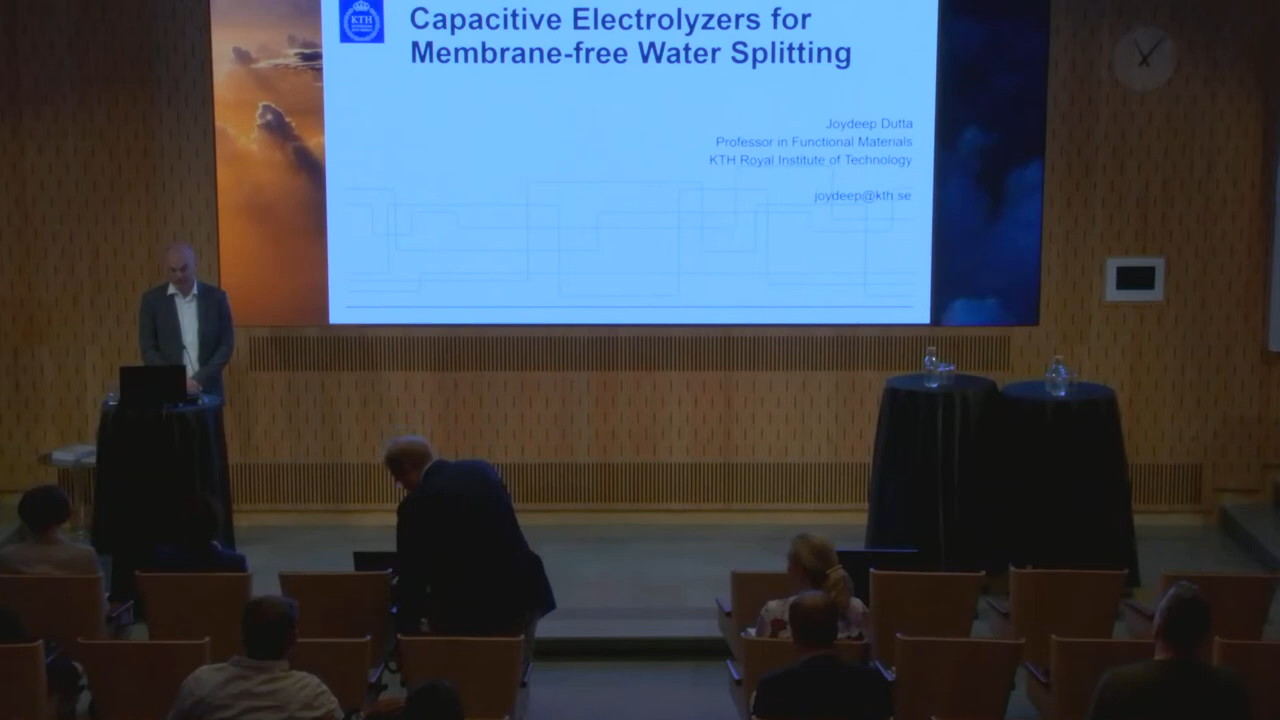 KTH
Capacitive Electrolyzers for
Membrane-free Water Splitting
Joydeep Dutta
Professor in Functional Materials
KTH Royal Institute of Technology
joydeep@kth.se